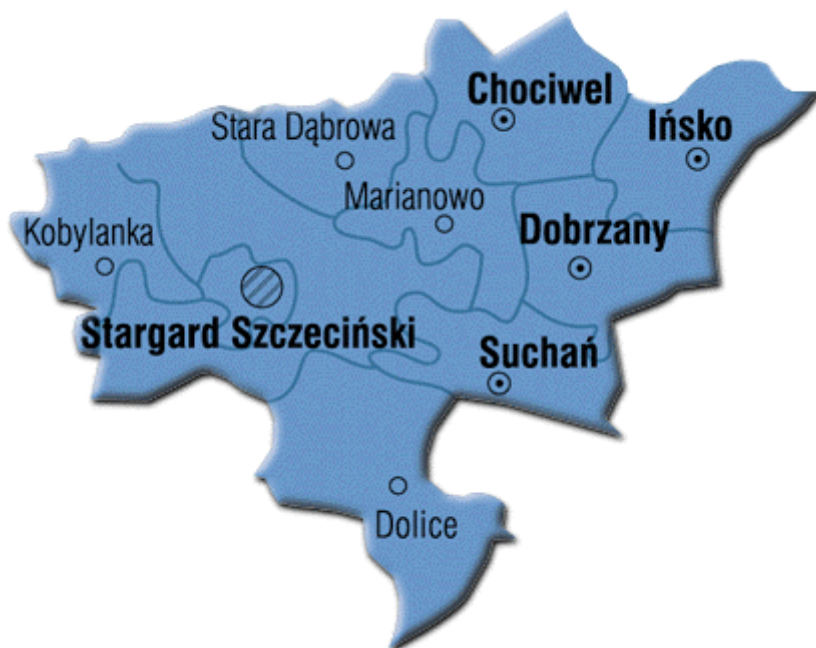 Chociwel
Ińsko
Stara Dąbrowa
Marianowo
Kobylanka
Dobrzany
Stargard Szczeciński
Suchań
Dolice